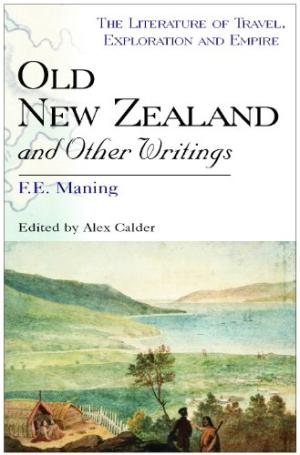 The Literature of Travel,
Exploration and Empire
Old
New Zealand
and Other Writings
F.E. Maning
Edited by Alex Calder